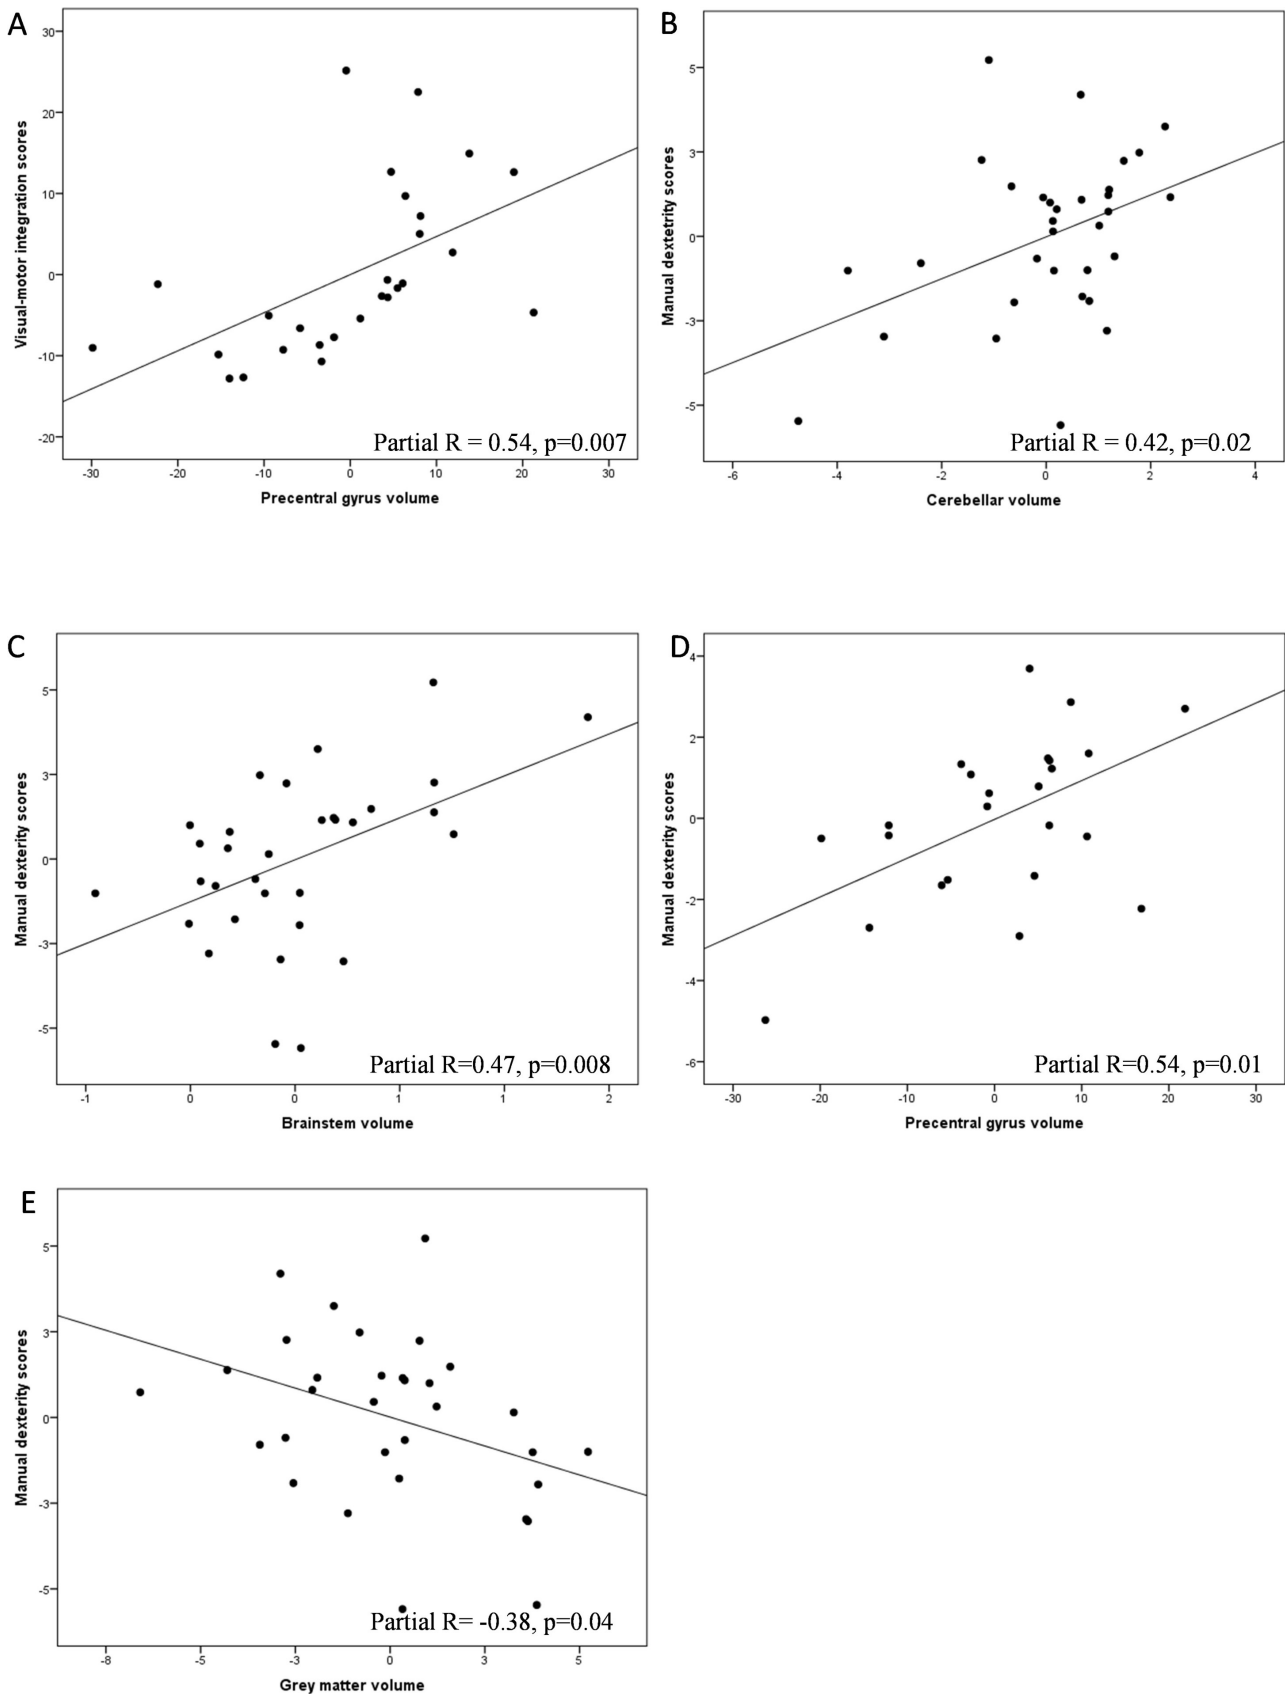 A
30
20
10
0
-10
-20
Visual-motor integration scores
-30
-20
-10
0
10
20
30
Precentral gyrus volume
Partial R = 0.54, p=0.007
B
5
3
0
-3
-5
Manual dextetrity scores
-6
-4
-2
0
2
4
Cerebellar volume
Partial R = 0.42, p=0.02
C
5
3
0
-3
-5
Manual dexterity scores
-1
0
0
1
1
2
Brainstem volume
Partial R=0.47, p=0.008
D
4
2
0
-2
-4
-6
Manual dexterity scores
-30
-20
-10
0
10
20
30
Precentral gyrus volume
Partial R=0.54, p=0.01
E
5
3
0
-3
-5
Manual dexterity scores
-8
-5
-3
0
3
5
Grey matter volume
Partial R= -0.38, p=0.04